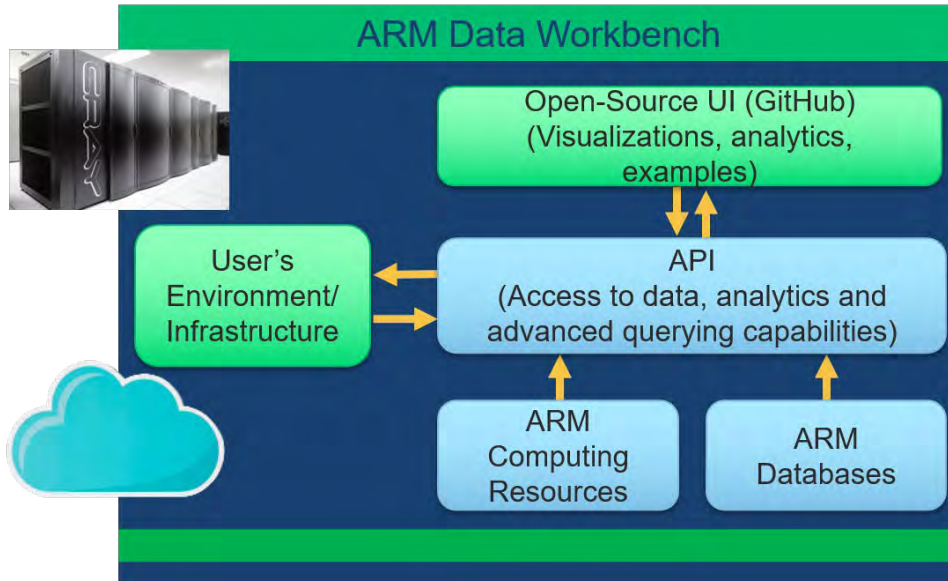 ARM Data Workbench
CRAY
Open-Source UI (GitHub)
(Visualizations, analytics,
examples)
User's
Environment/
Infrastructure
API
(Access to data, analytics and
advanced querying capabilities)
ARM
Computing
Resources
ARM
Databases